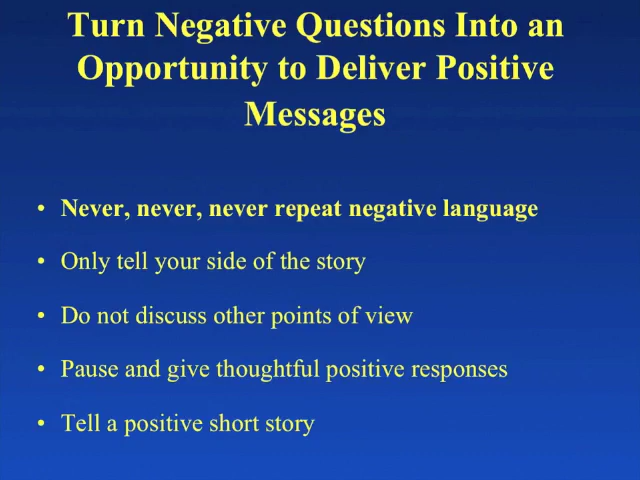 Turn Negative Questions Into an
Opportunity to Deliver Positive
Messages
• Never, never, never repeat negative language
• Only tell your side of the story
• Do not discuss other points of view
• Pause and give thoughtful positive responses
• Tell a positive short story